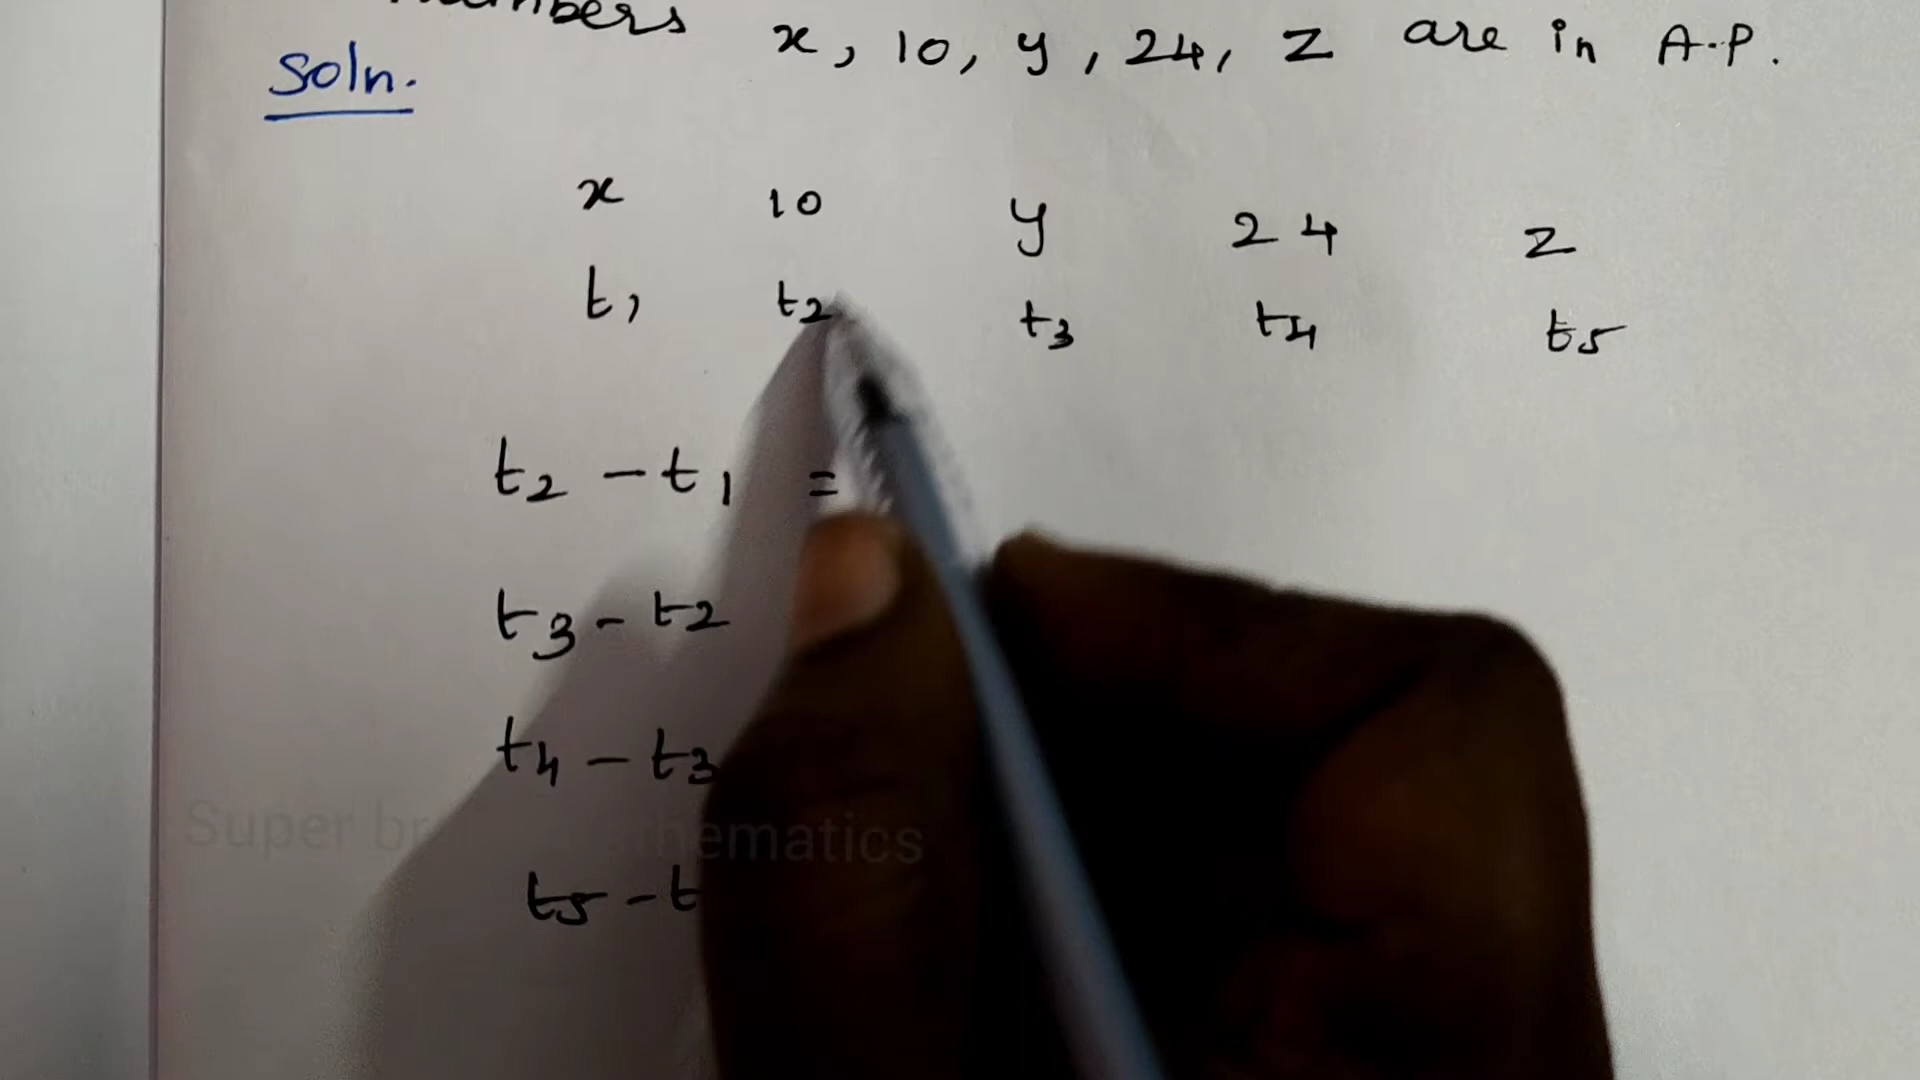 x, 10, y, 24, z are in A.P.
Soln.
x 10 y 24 z
t1 t2 t3 t4 t5
t2 - t1 =
t3 - t2
t4 - t3
Super
t5 - t